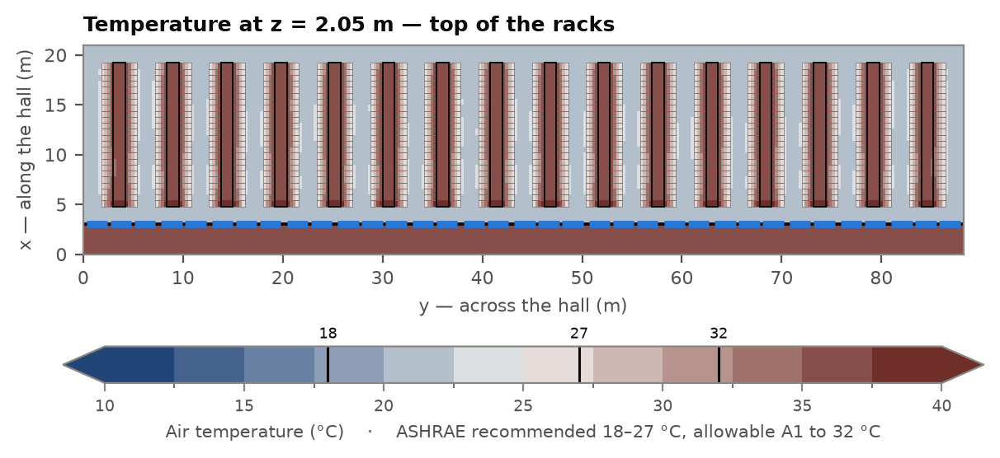 Temperature at z = 2.05 m — top of the racks
x — along the hall (m)
20
15
10
5
0
0 10 20 30 40 50 60 70 80
y — across the hall (m)
18 27 32
10 15 20 25 30 35 40
Air temperature (°C) · ASHRAE recommended 18–27 °C, allowable A1 to 32 °C